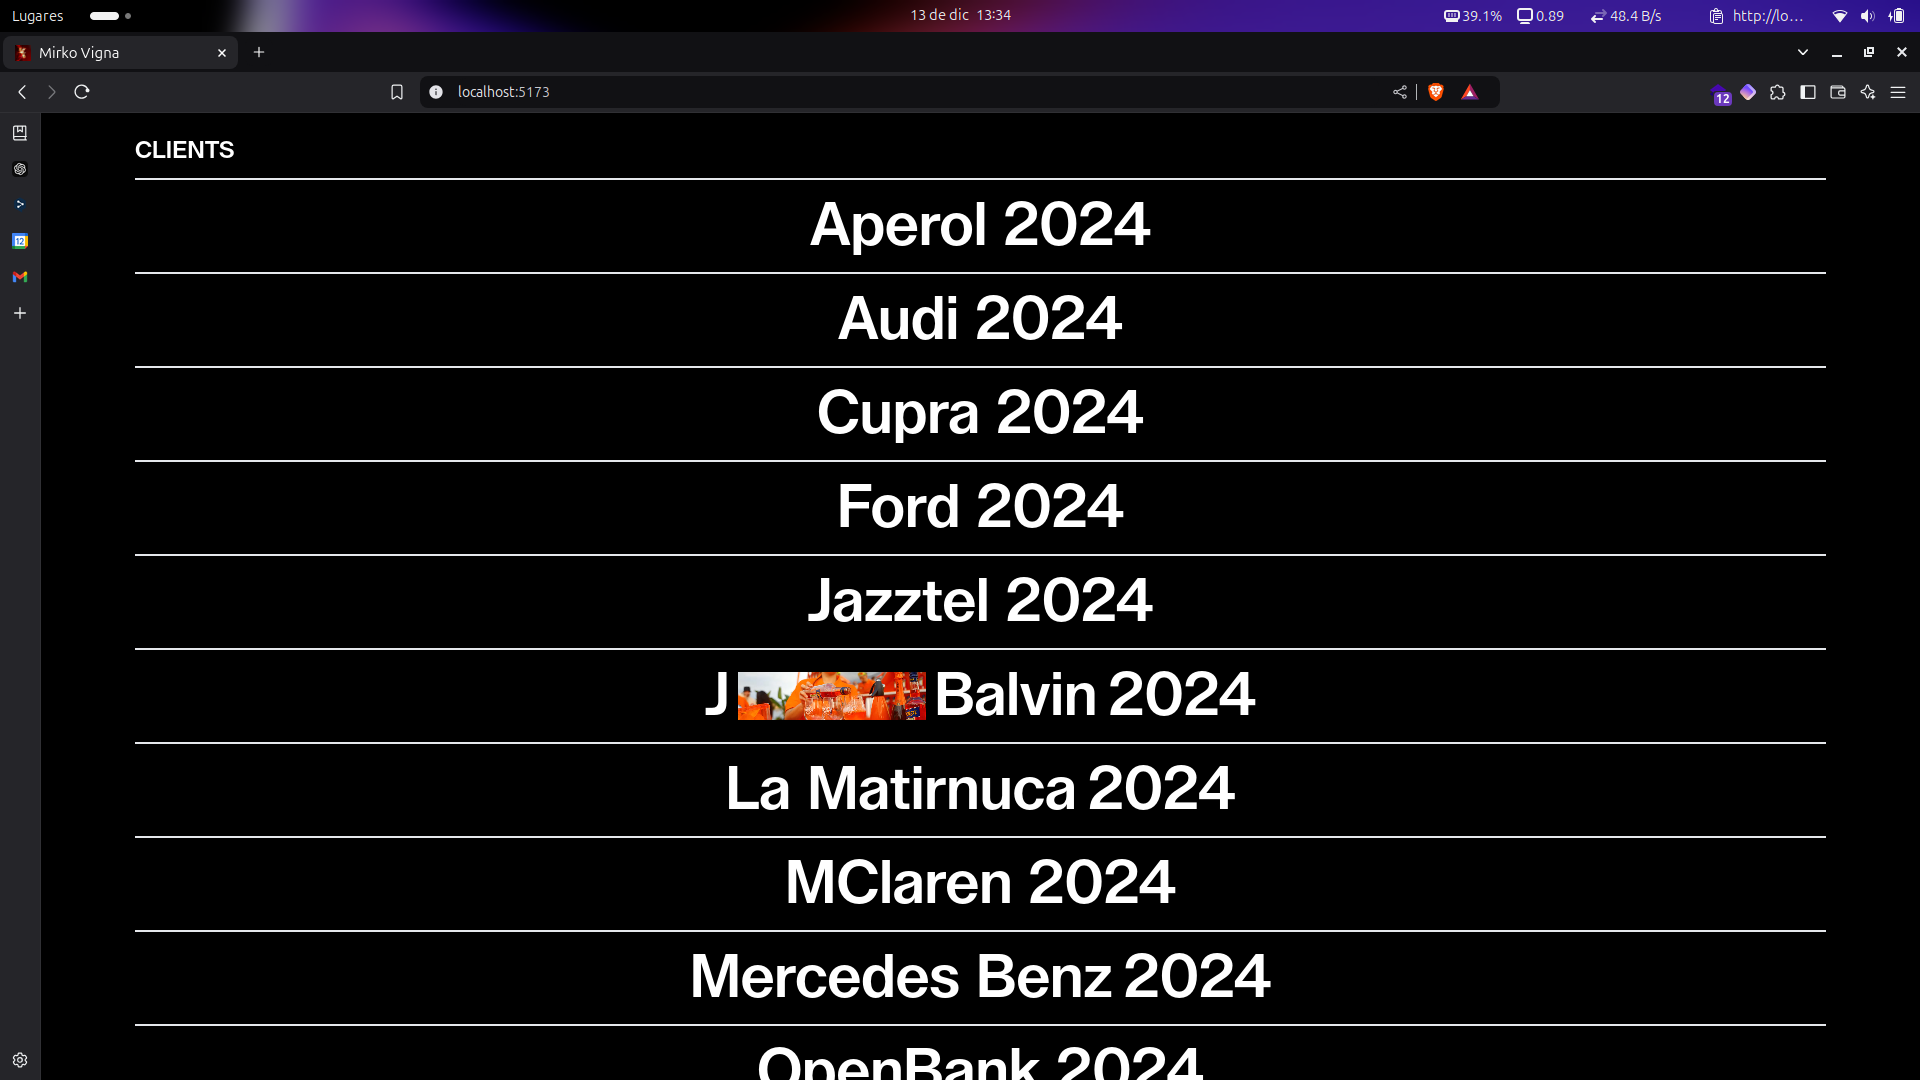 Lugares
13 de dic 13:34
39.1% 0.89 48.4 B/s http://lo...
Mirko Vigna
localhost:5173
12
12
CLIENTS
Aperol 2024
Audi 2024
Cupra 2024
Ford 2024
Jazztel 2024
J Balvin 2024
La Matirnuca 2024
MClaren 2024
Mercedes Benz 2024
OpenBank 2024